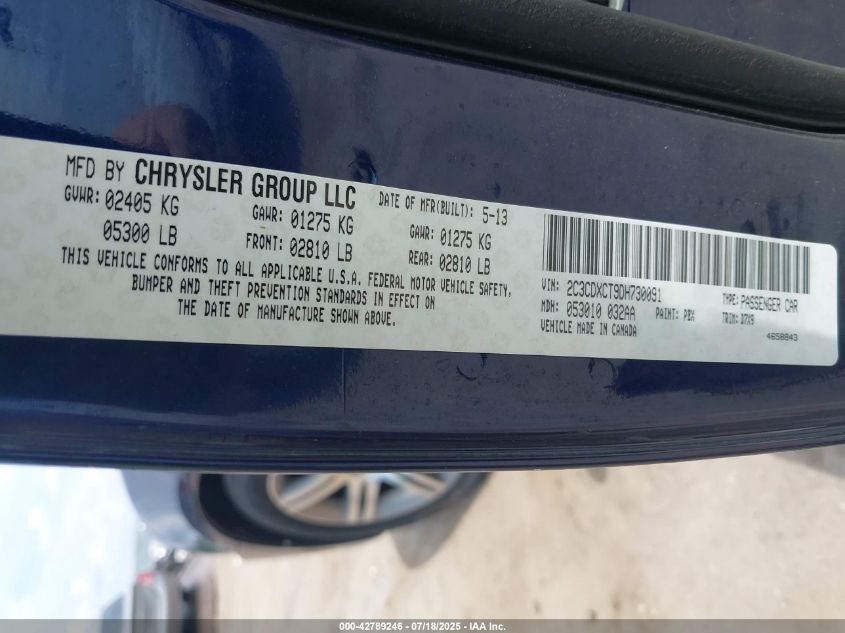 MFD BY CHRYSLER GROUP LLC
DATE OF MFR(BUILT): 5-13
GVWR: 02405 KG
GAWR: 01275 KG
GAWR: 01275 KG
05300 LB
FRONT: 02810 LB
REAR: 02810 LB
THIS VEHICLE CONFORMS TO ALL APPLICABLE U.S.A. FEDERAL MOTOR VEHICLE SAFETY,
BUMPER AND THEFT PREVENTION STANDARDS IN EFFECT ON
THE DATE OF MANUFACTURE SHOWN ABOVE.
VIN: 2C3CDXCT9DH730091
TYPE: PASSENGER CAR
MDH: 053010 032AA
PAINT: PBX
TRIM: D7X9
VEHICLE MADE IN CANADA
4658843
000-42789246 - 07/18/2025 - IAA Inc.